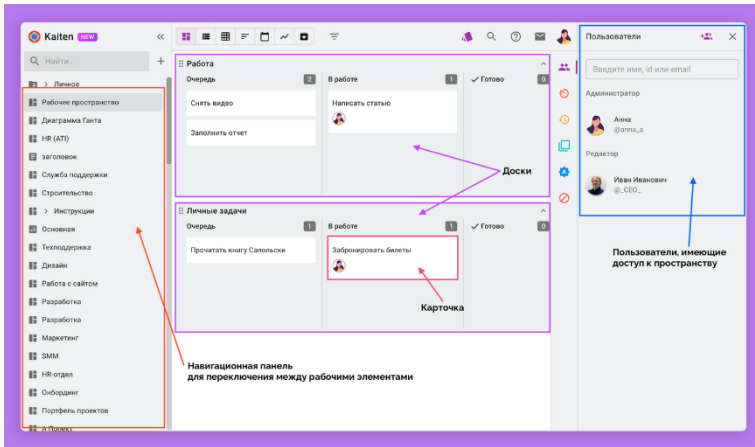 Kaiten NEW
Найти..
Личное
Рабочее пространство
Диаграмма Ганта
HR (ATI)
заголовок
Служба поддержки
Строительство
Инструкции
Основная
Техподдержка
Дизайн
Работа с сайтом
Разработка
Разработка
Маркетинг
SMM
HR-отдел
Онбординг
Портфель проектов
А Проект
Работа
Очередь 2
В работе 1
Готово 0
Снять видео
Написать статью
Заполнить отчет
Доски
Личные задачи
Очередь 1
В работе 1
Готово 0
Прочитать книгу Сапольски
Забронировать билеты
Карточка
Навигационная панель
для переключения между рабочими элементами
Пользователи
Введите имя, id или email
Администратор
Анна
@anna_a
Редактор
Иван Иванович
@_CEO_
Пользователи, имеющие
доступ к пространству